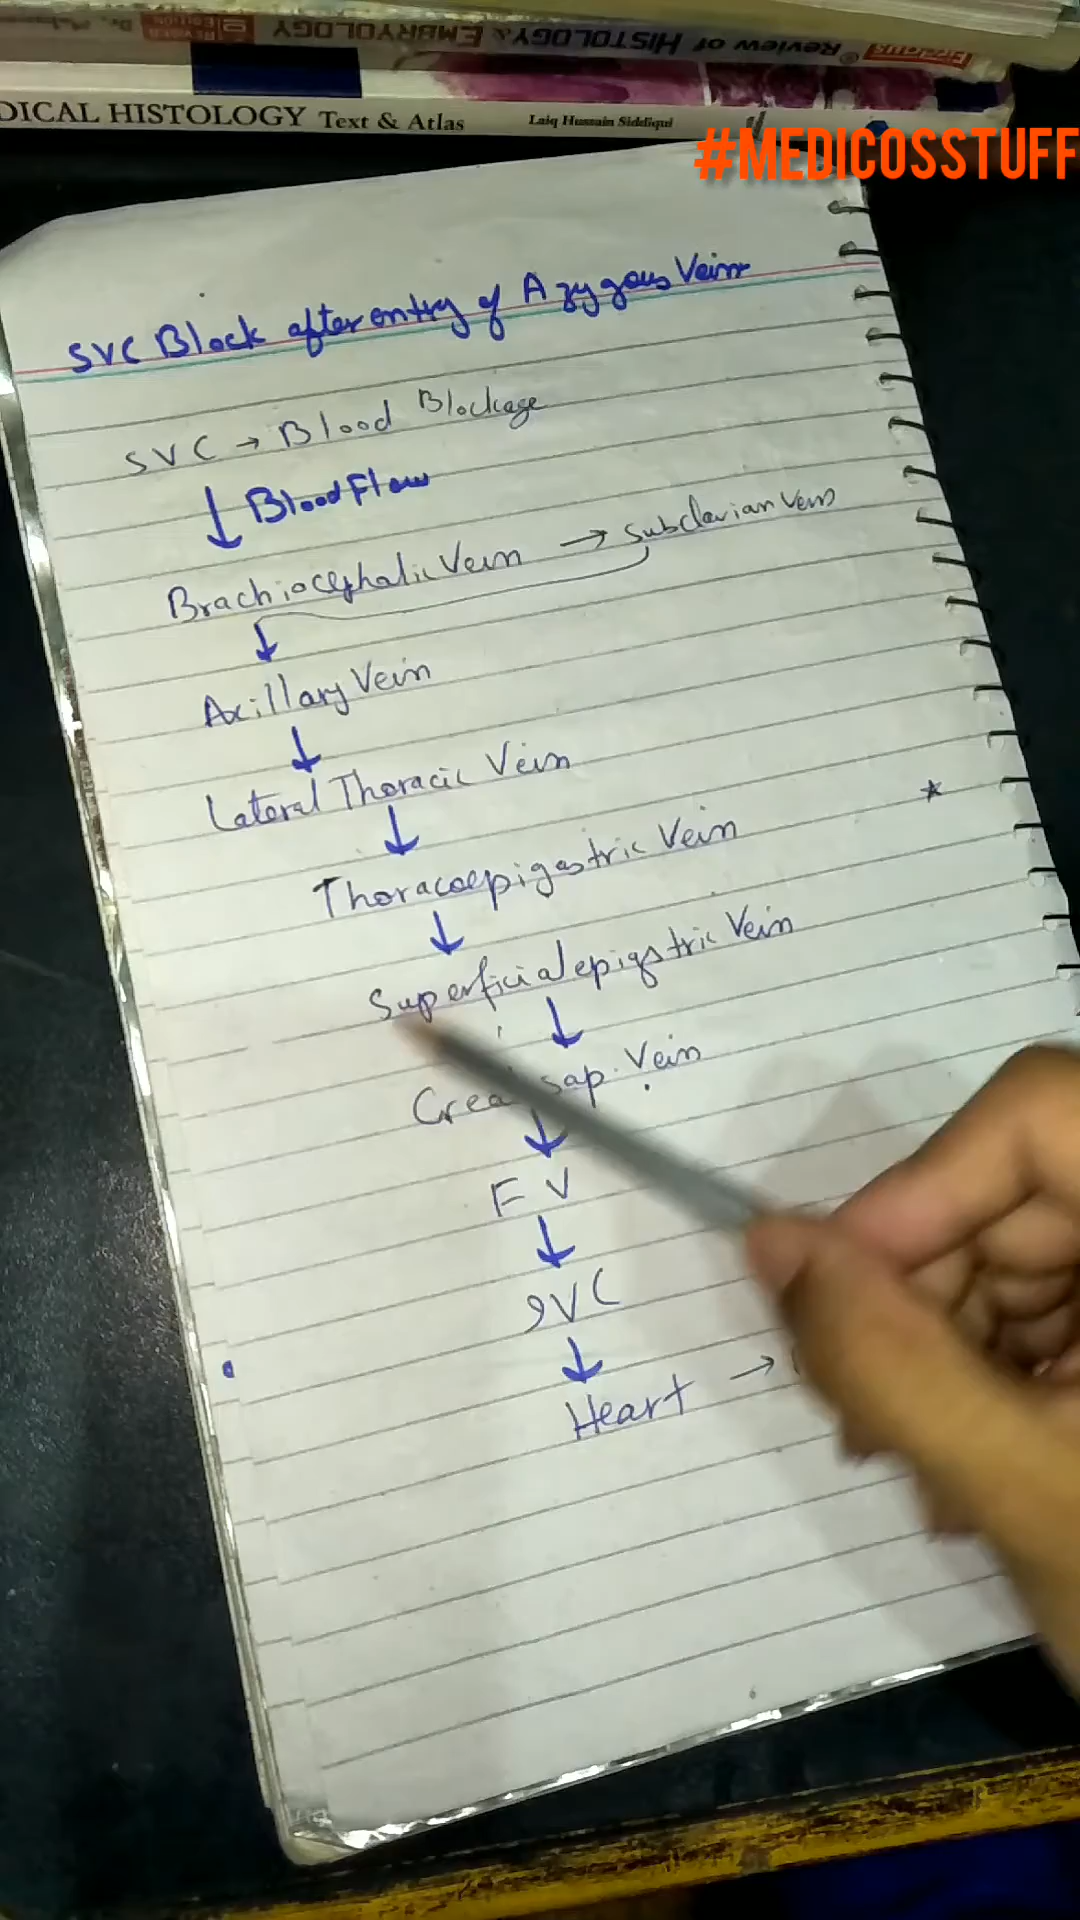 Review of HISTOLOGY & EMBRYOLOGY
DICAL HISTOLOGY Text & Atlas Laiq Hussain Siddiqui
#MEDICOSSTUFF
SVC Block after entry of Azygous Vein
SVC → Blood Blockage
↓ Blood Flow
Brachiocephalic Vein → subclavian Vein
↓
Axillary Vein
↓
Lateral Thoracic Vein
↓
Thoracoepigastric Vein
↓
Superficial epigstric Vein
↓
Great sap. Vein
↓
FV
↓
IVC
↓
Heart →